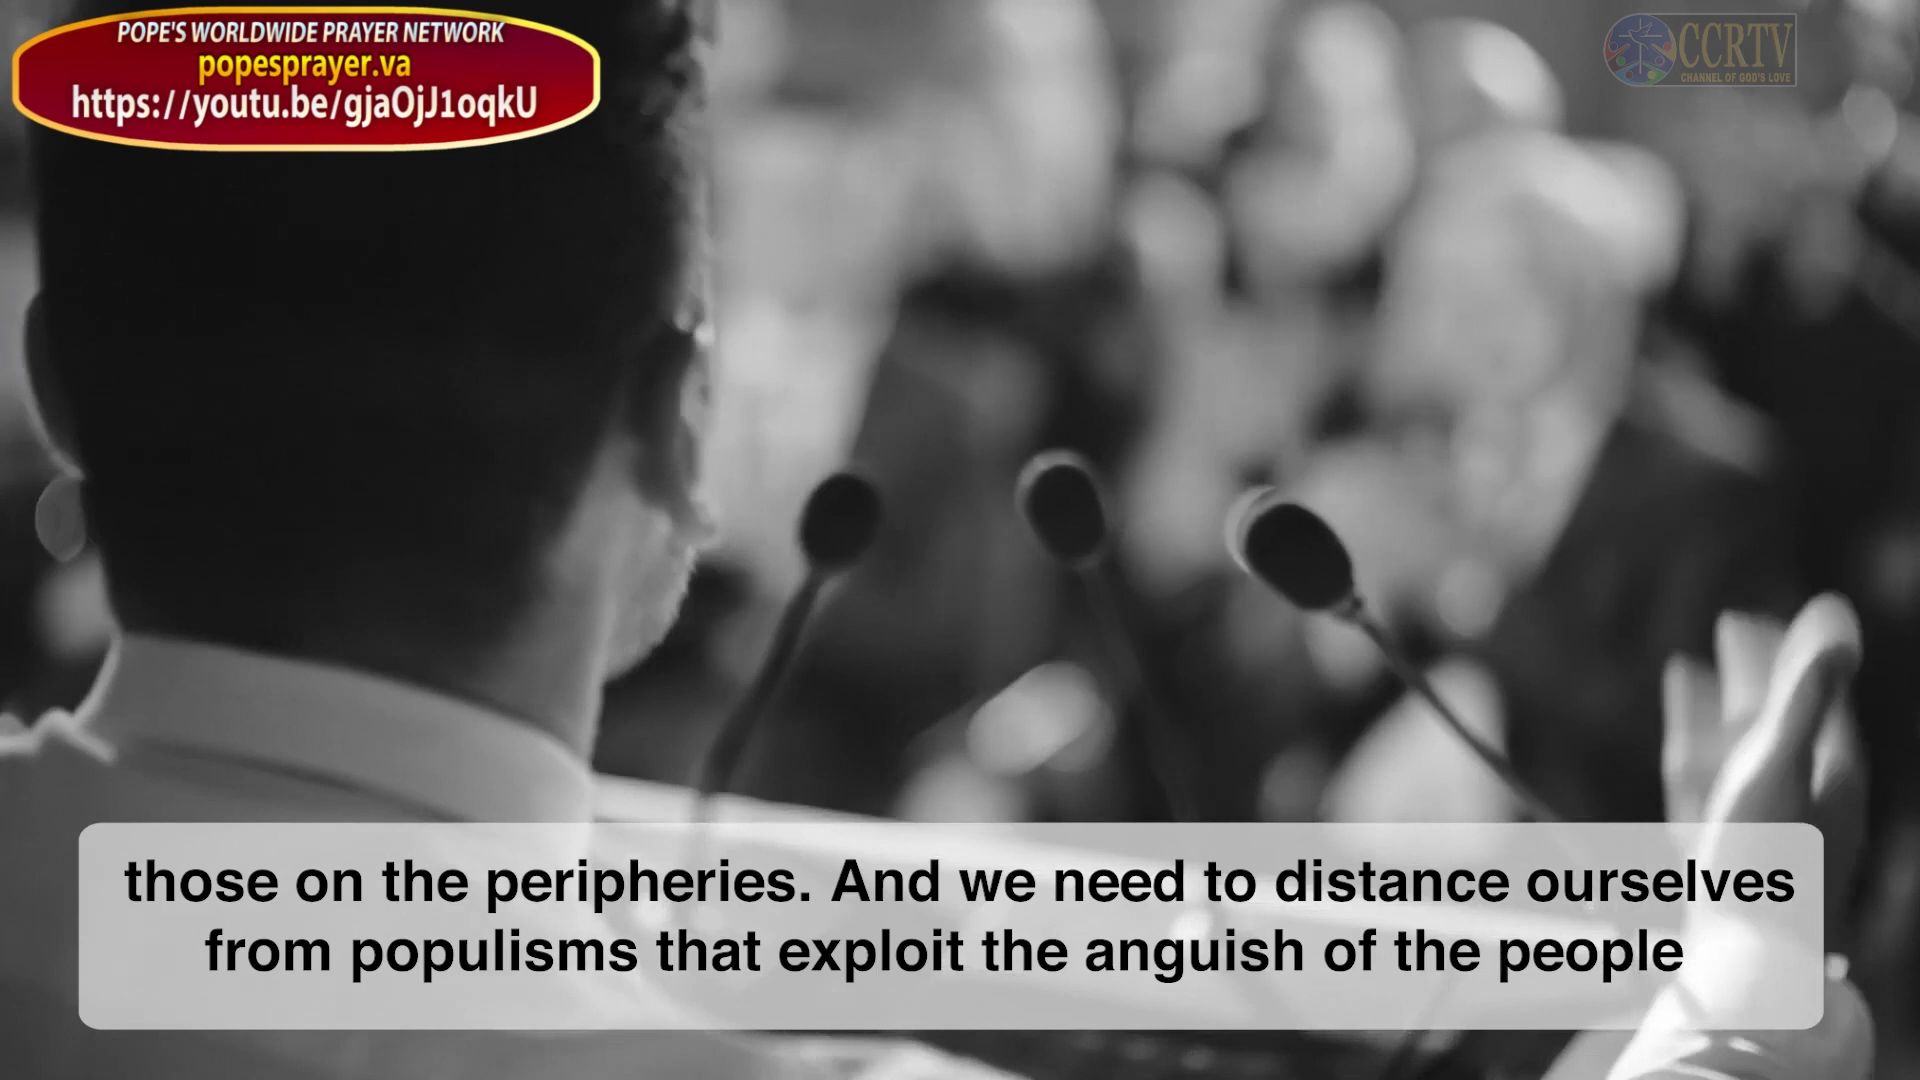 POPE'S WORLDWIDE PRAYER NETWORK
popesprayer.va
https://youtu.be/gjaOjJ1oqkU
CCRTV
CHANNEL OF GOD'S LOVE
those on the peripheries. And we need to distance ourselves
from populisms that exploit the anguish of the people